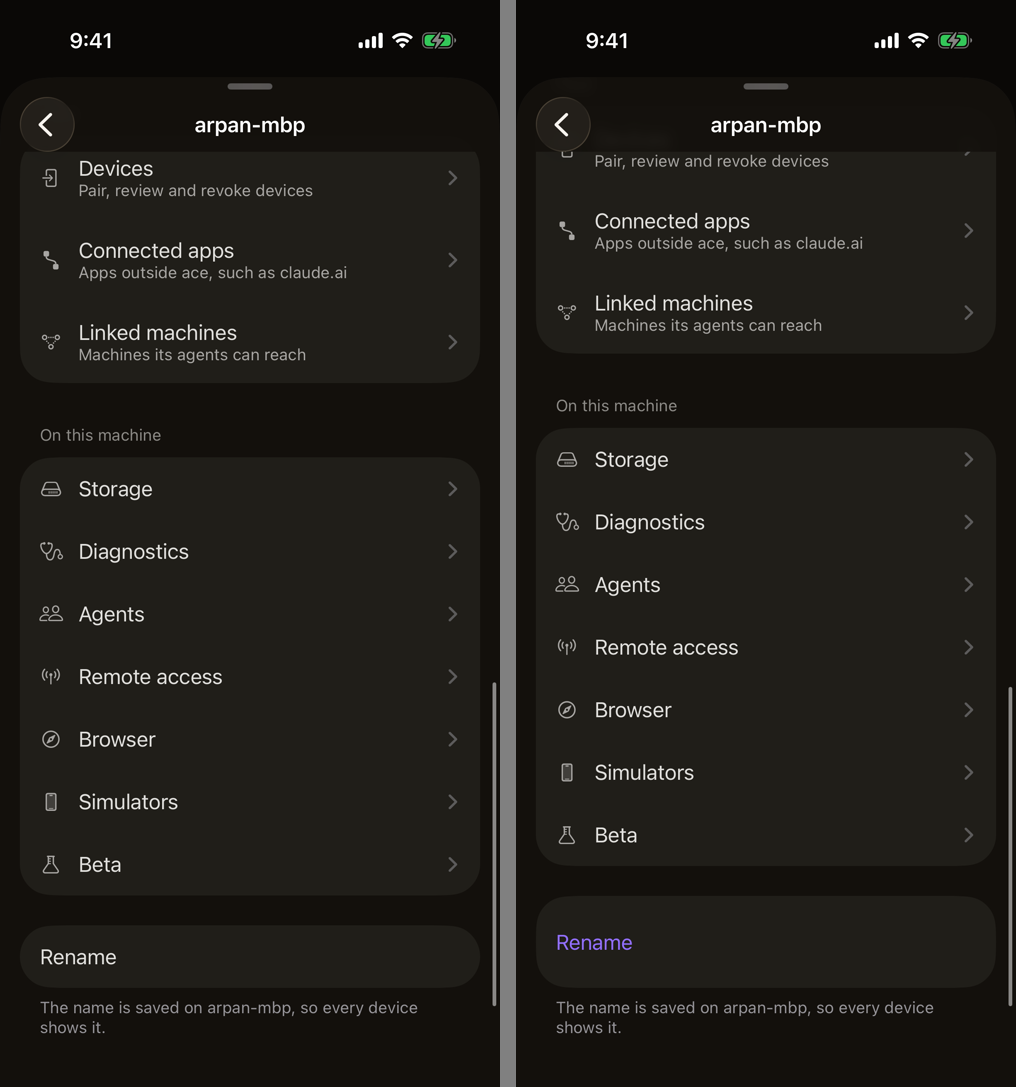 9:41
arpan-mbp
Devices
Pair, review and revoke devices
Connected apps
Apps outside ace, such as claude.ai
Linked machines
Machines its agents can reach
On this machine
Storage
Diagnostics
Agents
Remote access
Browser
Simulators
Beta
Rename
The name is saved on arpan-mbp, so every device
shows it.
9:41
arpan-mbp
Pair, review and revoke devices
Connected apps
Apps outside ace, such as claude.ai
Linked machines
Machines its agents can reach
On this machine
Storage
Diagnostics
Agents
Remote access
Browser
Simulators
Beta
Rename
The name is saved on arpan-mbp, so every device
shows it.